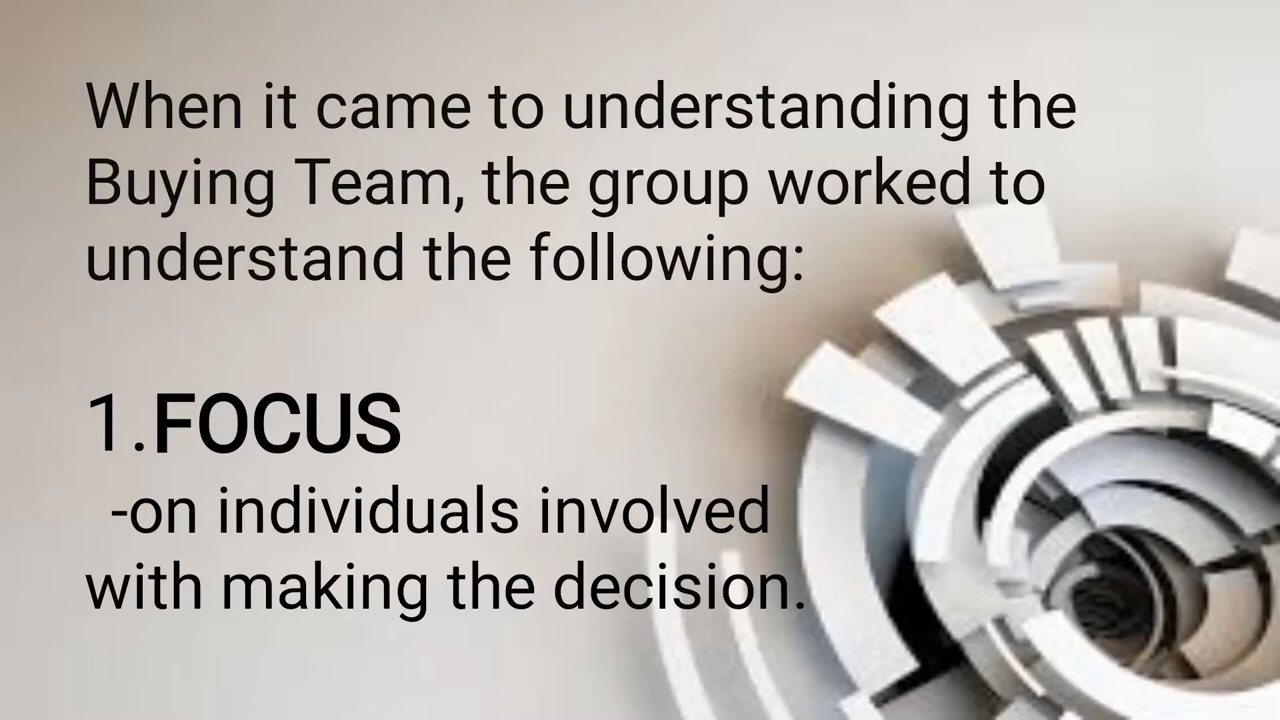 When it came to understanding the
Buying Team, the group worked to
understand the following:
1.FOCUS
-on individuals involved
with making the decision.